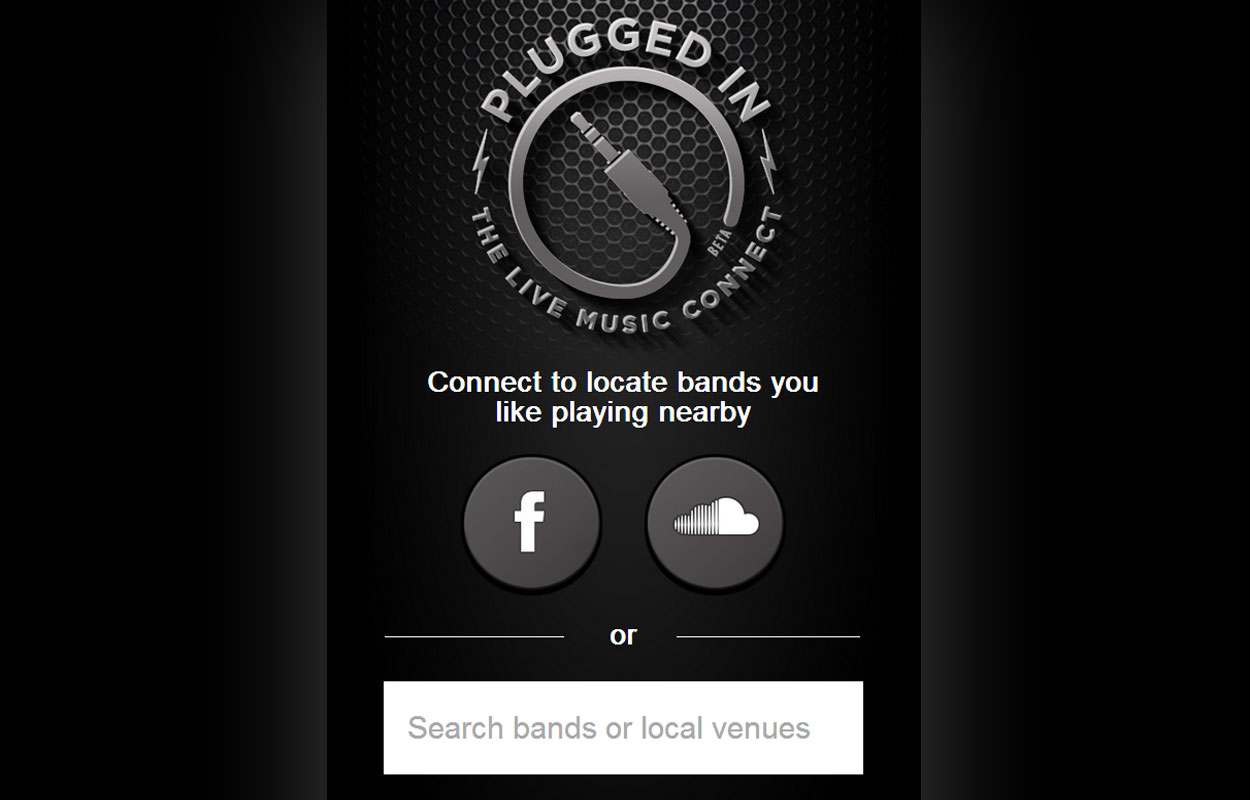 PLUGGED IN
BETA
THE LIVE MUSIC CONNECT
Connect to locate bands you
like playing nearby
f
or
Search bands or local venues